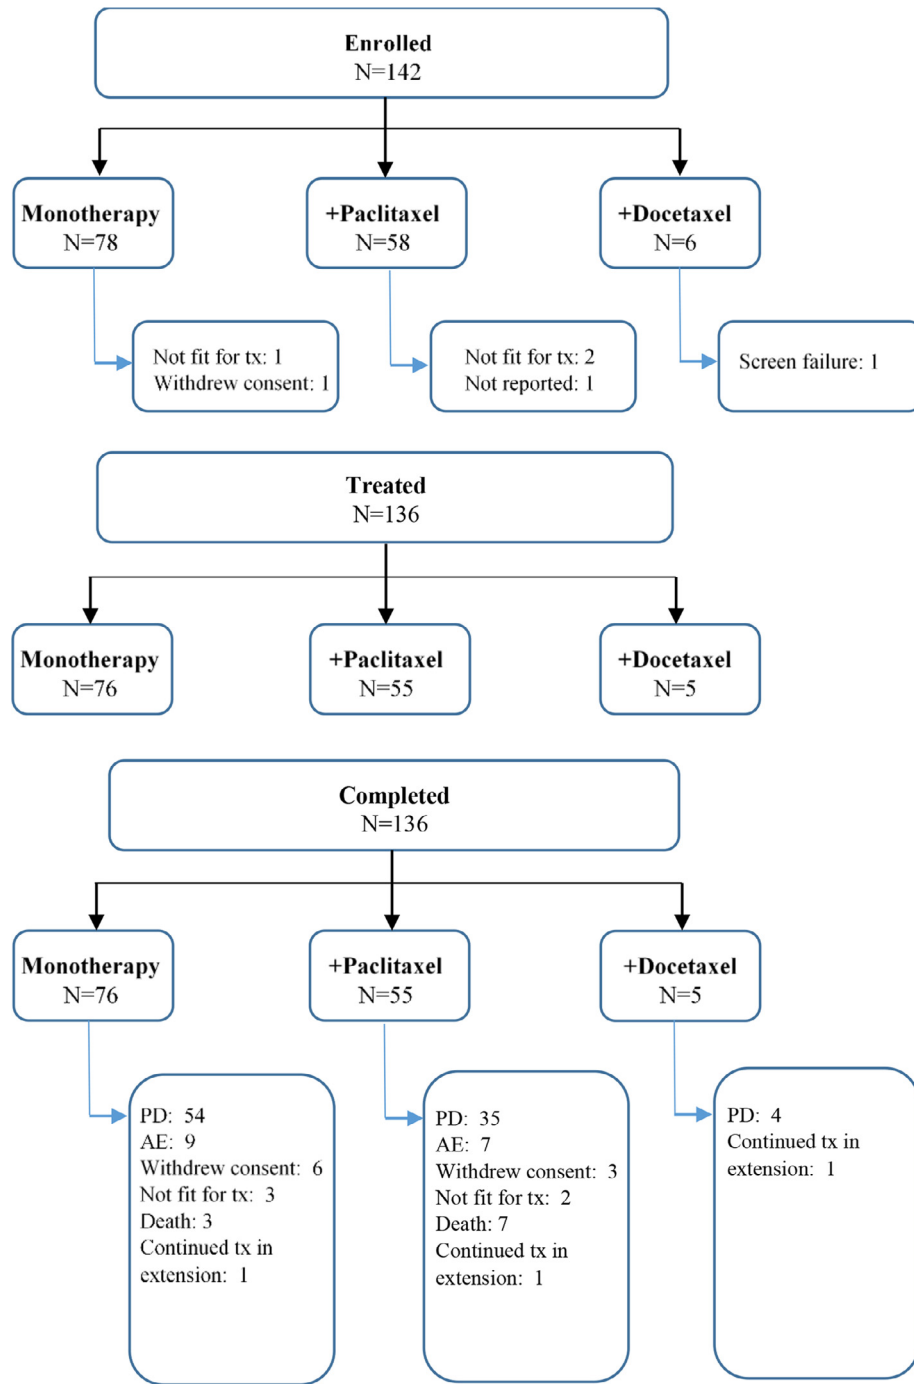 Enrolled
N=142
Monotherapy
N=78
+Paclitaxel
N=58
+Docetaxel
N=6
Not fit for tx: 1
Withdrew consent: 1
Not fit for tx: 2
Not reported: 1
Screen failure: 1
Treated
N=136
Monotherapy
N=76
+Paclitaxel
N=55
+Docetaxel
N=5
Completed
N=136
Monotherapy
N=76
+Paclitaxel
N=55
+Docetaxel
N=5
PD: 54
AE: 9
Withdrew consent: 6
Not fit for tx: 3
Death: 3
Continued tx in
extension: 1
PD: 35
AE: 7
Withdrew consent: 3
Not fit for tx: 2
Death: 7
Continued tx in
extension: 1
PD: 4
Continued tx in
extension: 1